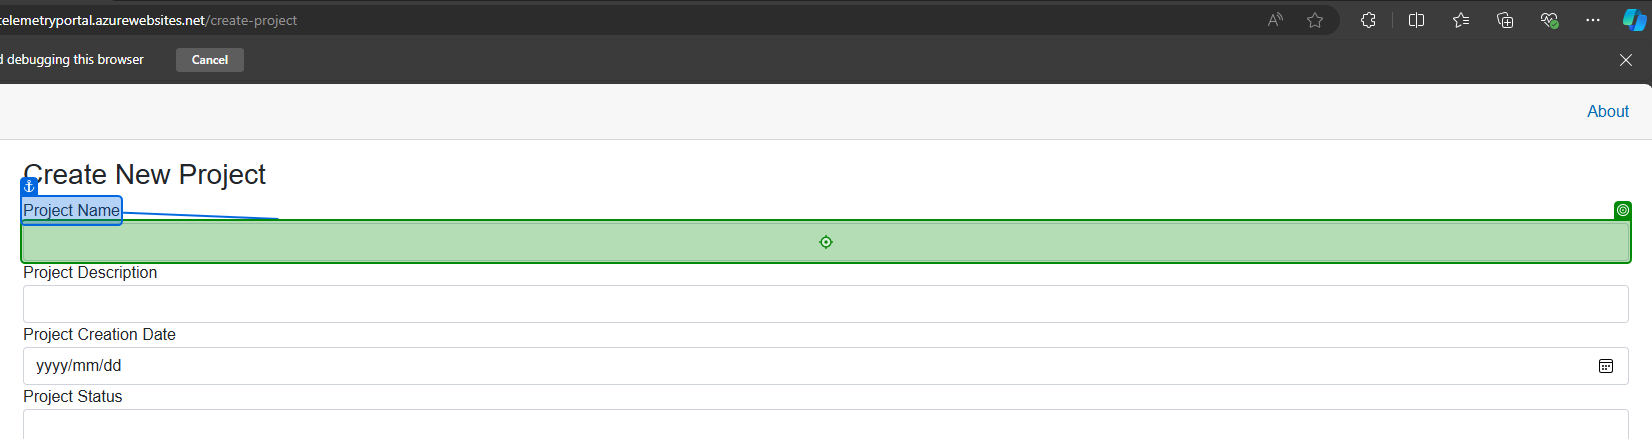 telemetryportal.azurewebsites.net/create-project
debugging this browser
Cancel
About
Create New Project
Project Name
Project Description
Project Creation Date
yyyy/mm/dd
Project Status